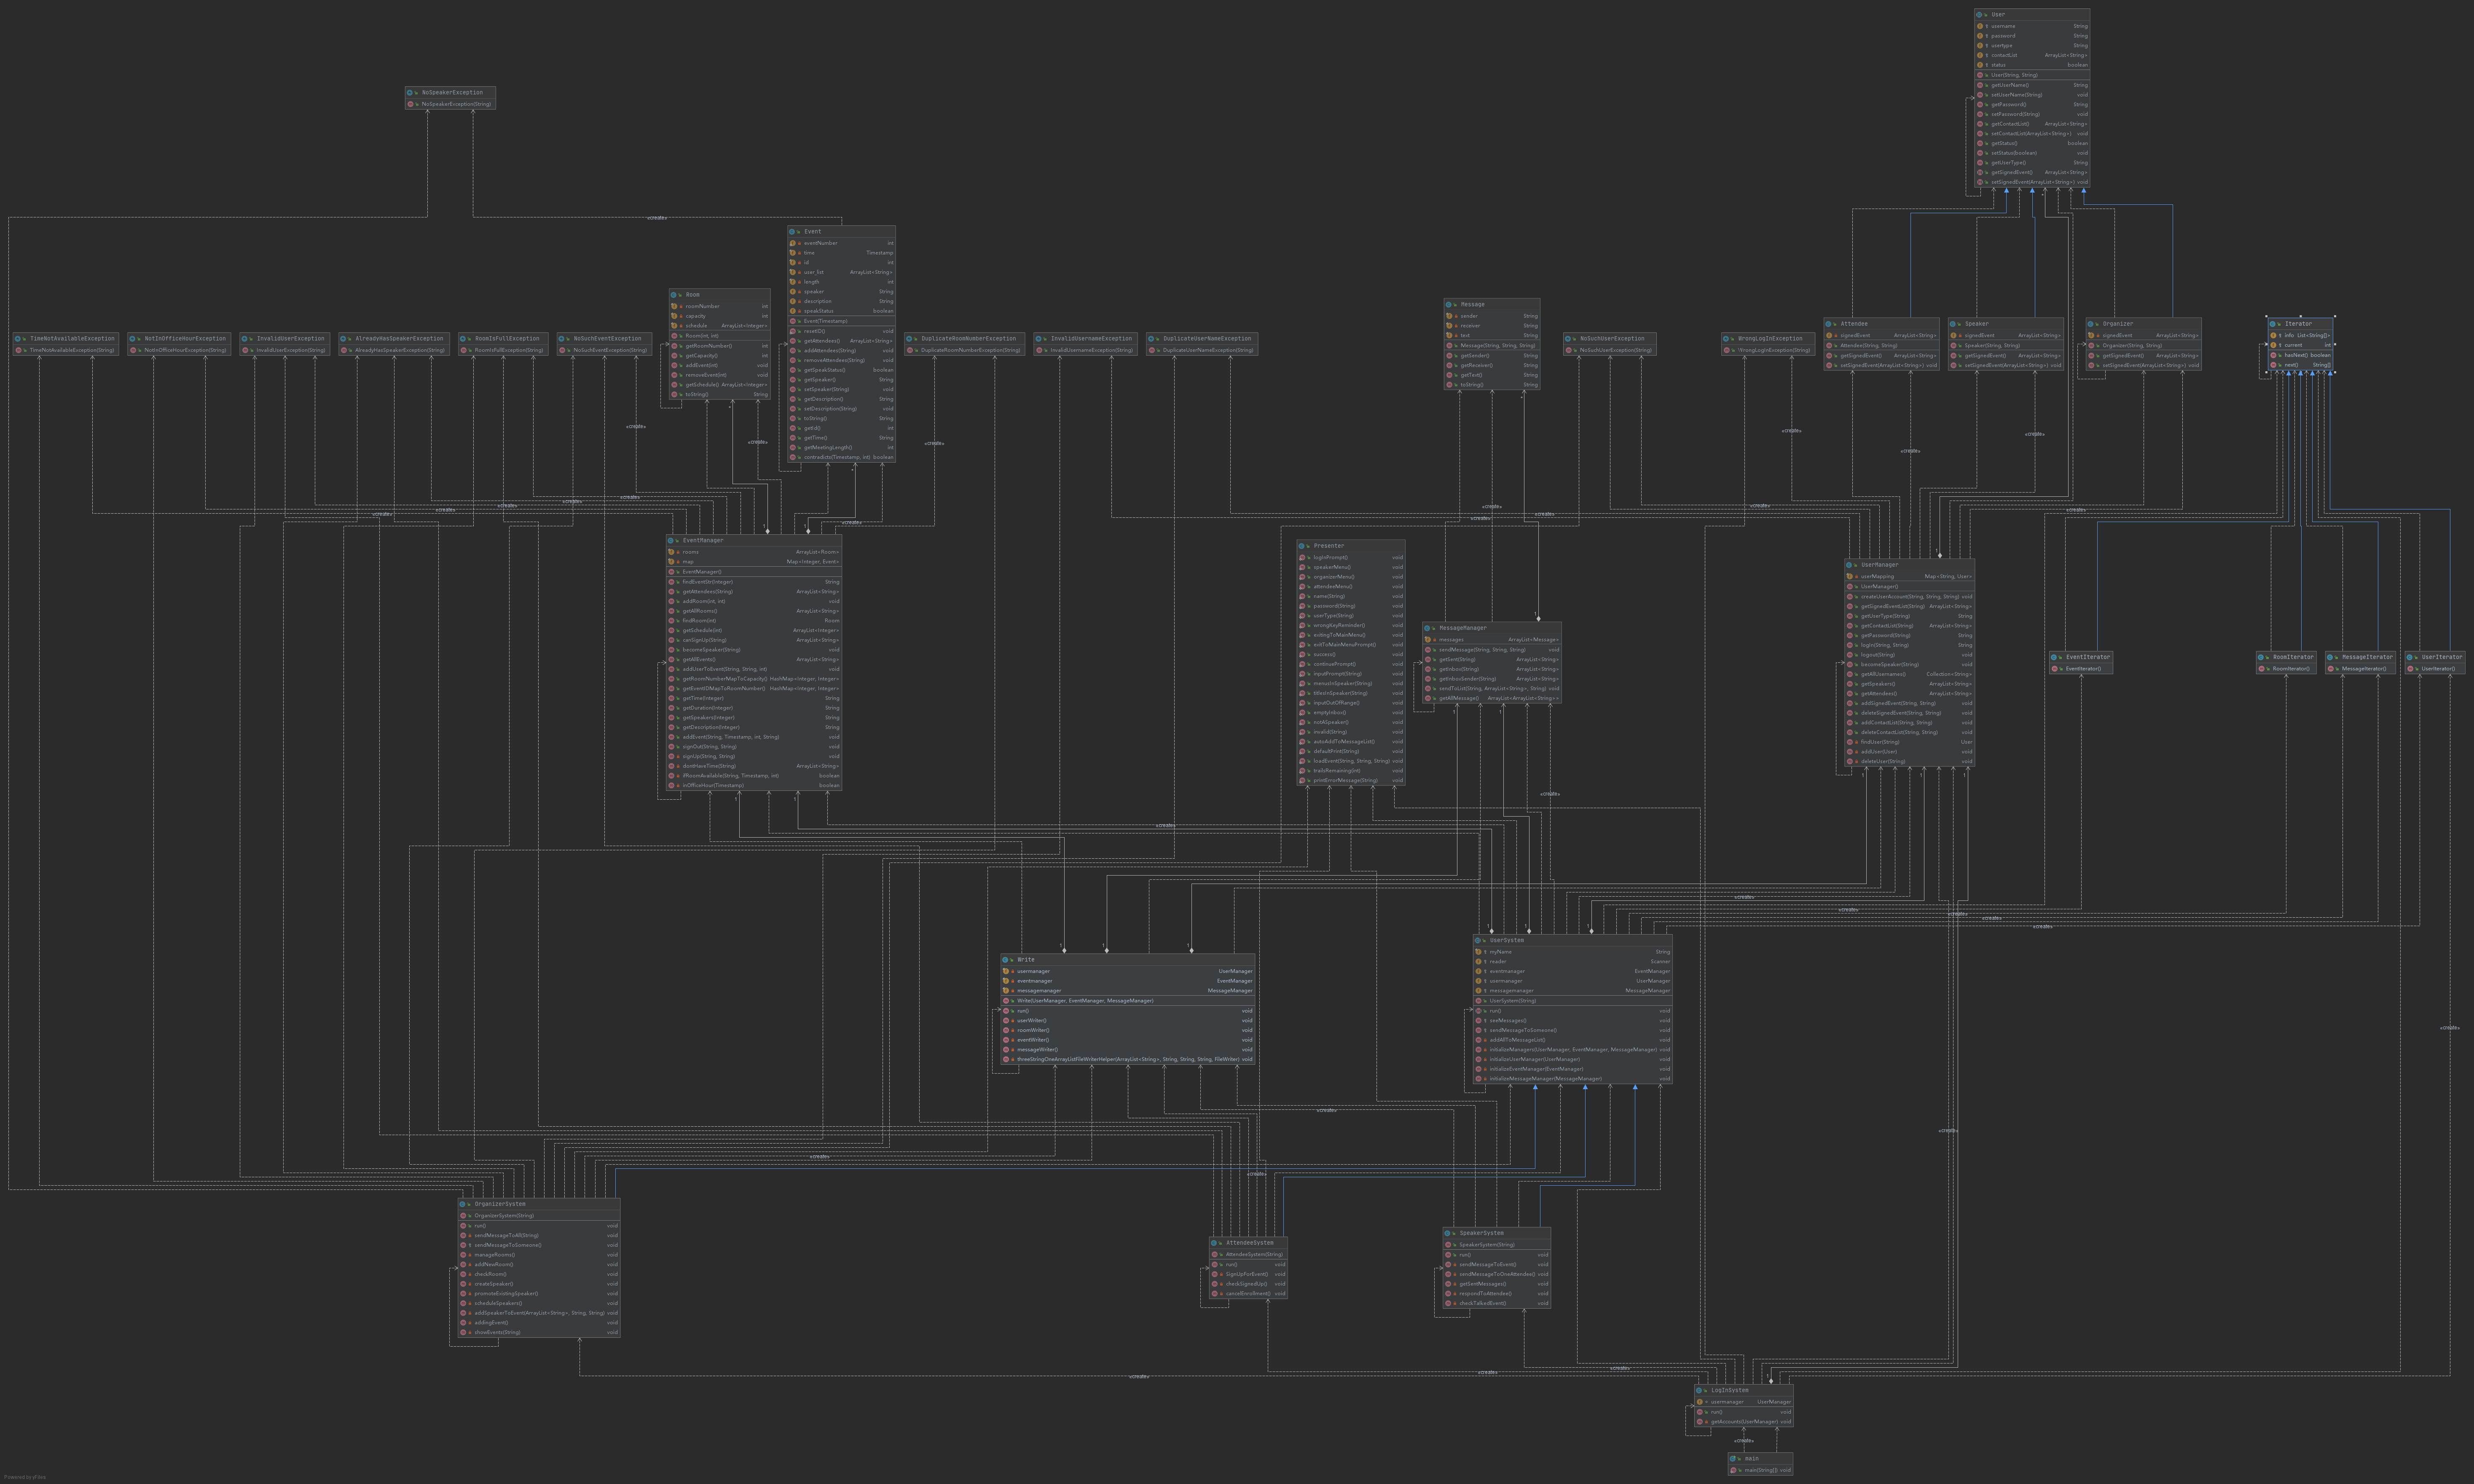 User
username String
password String
usertype String
contactList ArrayList<String>
status boolean
User(String, String)
getUserName() String
setUserName(String) void
getPassword() String
setPassword(String) void
getContactList() ArrayList<String>
setContactList(ArrayList<String>) void
getStatus() boolean
setStatus(boolean) void
getUserType() String
getSignedEvent() ArrayList<String>
setSignedEvent(ArrayList<String>) void
NoSpeakerException
NoSpeakerException(String)
«create»
Event
eventNumber int
time Timestamp
id int
user_list ArrayList<String>
length int
speaker String
description String
speakStatus boolean
Event(Timestamp)
resetID() void
getAttendees() ArrayList<String>
addAttendees(String) void
removeAttendees(String) void
getSpeakStatus() boolean
getSpeaker() String
setSpeaker(String) void
getDescription() String
setDescription(String) void
toString() String
getId() int
getTime() String
getMeetingLength() int
contradicts(Timestamp, int) boolean
Room
roomNumber int
capacity int
schedule ArrayList<Integer>
Room(int, int)
getRoomNumber() int
getCapacity() int
addEvent(int) void
removeEvent(int) void
getSchedule() ArrayList<Integer>
toString() String
Message
sender String
receiver String
text String
Message(String, String, String)
getSender() String
getReceiver() String
getText() String
toString() String
TimeNotAvailableException
TimeNotAvailableException(String)
NotInOfficeHourException
NotInOfficeHourException(String)
InvalidUserException
InvalidUserException(String)
AlreadyHasSpeakerException
AlreadyHasSpeakerException(String)
RoomIsFullException
RoomIsFullException(String)
NoSuchEventException
NoSuchEventException(String)
DuplicateRoomNumberException
DuplicateRoomNumberException(String)
InvalidUsernameException
InvalidUsernameException(String)
DuplicateUserNameException
DuplicateUserNameException(String)
NoSuchUserException
NoSuchUserException(String)
WrongLogInException
WrongLogInException(String)
Attendee
signedEvent ArrayList<String>
Attendee(String, String)
getSignedEvent() ArrayList<String>
setSignedEvent(ArrayList<String>) void
Speaker
signedEvent ArrayList<String>
Speaker(String, String)
getSignedEvent() ArrayList<String>
setSignedEvent(ArrayList<String>) void
Organizer
signedEvent ArrayList<String>
Organizer(String, String)
getSignedEvent() ArrayList<String>
setSignedEvent(ArrayList<String>) void
Iterator
info List<String[]>
current int
hasNext() boolean
next() String[]
EventManager
rooms ArrayList<Room>
map Map<Integer, Event>
EventManager()
findEventStr(Integer) String
getAttendees(String) ArrayList<String>
addRoom(int, int) void
getAllRooms() ArrayList<String>
findRoom(int) Room
getSchedule(int) ArrayList<Integer>
canSignUp(String) ArrayList<String>
becomeSpeaker(String) void
getAllEvents() ArrayList<String>
addUserToEvent(String, String, int) void
getRoomNumberMapToCapacity() HashMap<Integer, Integer>
getEventIDMapToRoomNumber() HashMap<Integer, Integer>
getTime(Integer) String
getDuration(Integer) String
getSpeakers(Integer) String
getDescription(Integer) String
addEvent(String, Timestamp, int, String) void
signOut(String, String) void
signUp(String, String) void
dontHaveTime(String) ArrayList<String>
ifRoomAvailable(String, Timestamp, int) boolean
inOfficeHour(Timestamp) boolean
Presenter
loginPrompt() void
speakerMenu() void
organizerMenu() void
attendeeMenu() void
name(String) void
password(String) void
userType(String) void
wrongKeyReminder() void
exitingToMainMenu() void
exitToMainMenuPrompt() void
success() void
continuePrompt() void
inputPrompt(String) void
menusInSpeaker(String) void
titlesInSpeaker(String) void
inputOutOfRange() void
emptyInbox() void
notASpeaker() void
invalid(String) void
autoAddToMessageList() void
defaultPrint(String) void
loadEvent(String, String, String) void
trailsRemaining(int) void
printErrorMessage(String) void
MessageManager
messages ArrayList<Message>
sendMessage(String, String, String) void
getSent(String) ArrayList<String>
getInbox(String) ArrayList<String>
getInboxSender(String) ArrayList<String>
sendToList(String, ArrayList<String>, String) void
getAllMessage() ArrayList<ArrayList<String>>
UserManager
userMapping Map<String, User>
UserManager()
createUserAccount(String, String, String) void
getSignedEventList(String) ArrayList<String>
getUserType(String) String
getContactList(String) ArrayList<String>
getPassword(String) String
login(String, String) String
logout(String) void
becomeSpeaker(String) void
getAllUsernames() Collection<String>
getSpeakers() ArrayList<String>
getAttendees() ArrayList<String>
addSignedEvent(String, String) void
deleteSignedEvent(String, String) void
addContactList(String, String) void
deleteContactList(String, String) void
findUser(String) User
addUser(User) void
deleteUser(String) void
EventIterator
EventIterator()
RoomIterator
RoomIterator()
MessageIterator
MessageIterator()
UserIterator
UserIterator()
Write
usermanager UserManager
eventmanager EventManager
messagemanager MessageManager
Write(UserManager, EventManager, MessageManager)
run() void
userWriter() void
roomWriter() void
eventWriter() void
messageWriter() void
threeStringOneArrayListFileWriterHelper(ArrayList<String>, String, String, String, FileWriter) void
UserSystem
myName String
reader Scanner
eventmanager EventManager
usermanager UserManager
messagemanager MessageManager
UserSystem(String)
run() void
seeMessages() void
sendMessageToSomeone() void
addAllToMessageList() void
initializeManagers(UserManager, EventManager, MessageManager) void
initializeUserManager(UserManager) void
initializeEventManager(EventManager) void
initializeMessageManager(MessageManager) void
OrganizerSystem
OrganizerSystem(String)
run() void
sendMessageToAll(String) void
sendMessageToSomeone() void
manageRooms() void
addNewRoom() void
checkRoom() void
createSpeaker() void
promoteExistingSpeaker() void
scheduleSpeakers() void
addSpeakerToEvent(ArrayList<String>, String, String) void
addingEvent() void
showEvents(String) void
AttendeeSystem
AttendeeSystem(String)
run() void
SignUpForEvent() void
checkSignedUp() void
cancelEnrolment() void
SpeakerSystem
SpeakerSystem(String)
run() void
sendMessageToEvent() void
sendMessageToOneAttendee() void
getSentMessages() void
respondToAttendee() void
checkTalkedEvent() void
LogInSystem
usermanager UserManager
run() void
getAccounts(UserManager) void
«create»
main
main(String[]) void
Powered by yFiles